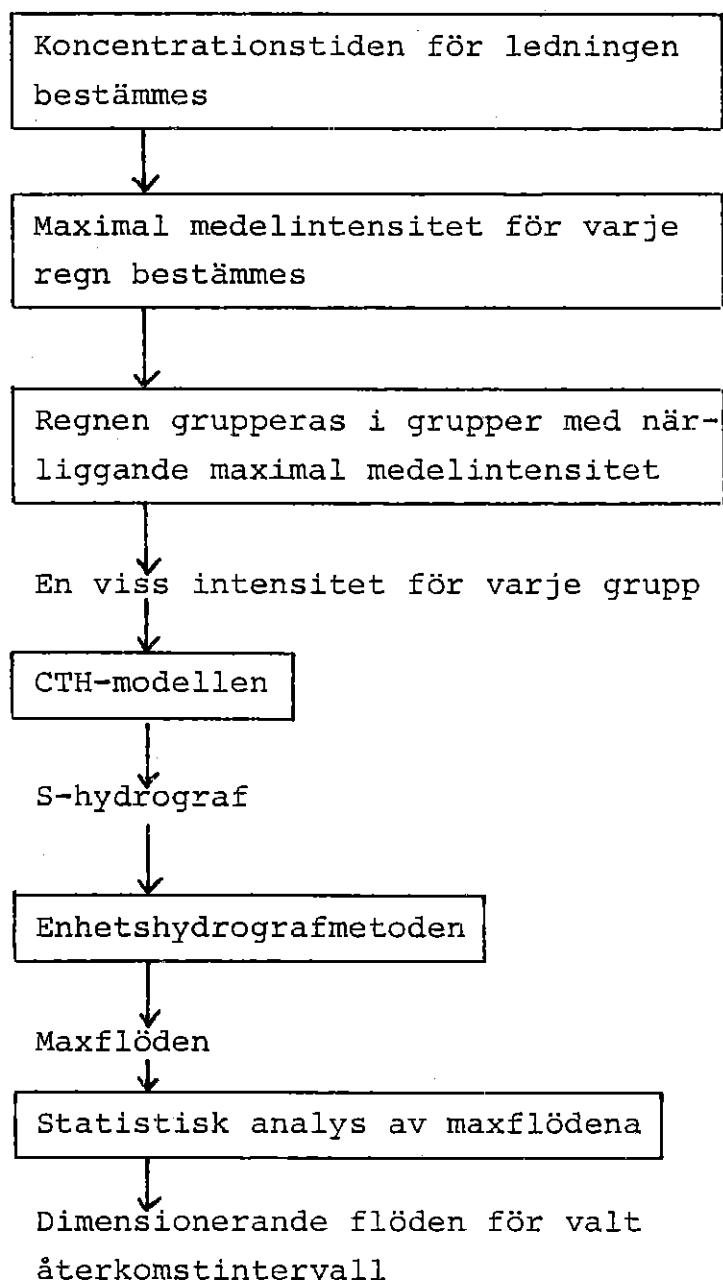 Koncentrationstiden för ledningen
bestämmes
Maximal medelintensitet för varje
regn bestämmes
Regnen grupperas i grupper med när-
liggande maximal medelintensitet
En viss intensitet för varje grupp
CTH-modellen
S-hydrograf
Enhetshydrografmetoden
Maxflöden
Statistisk analys av maxflödena
Dimensionerande flöden för valt
återkomstintervall